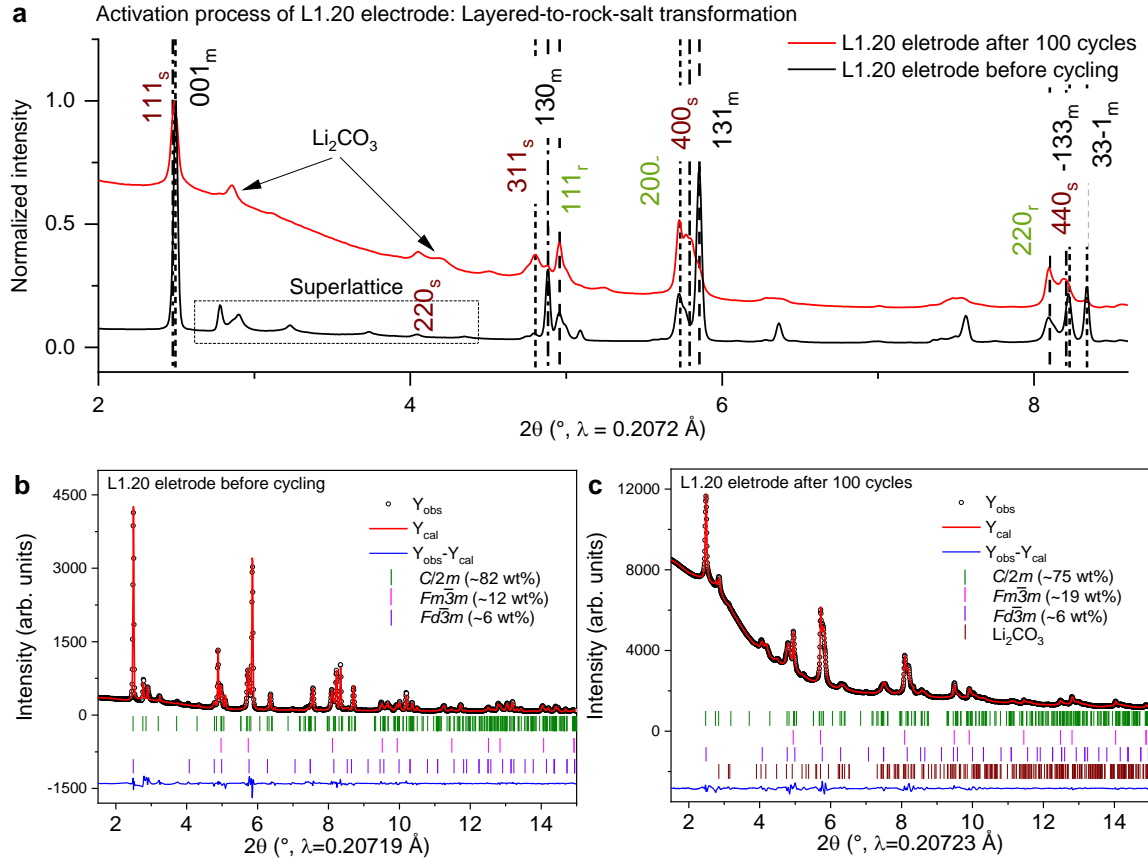 a
Activation process of L1.20 electrode: Layered-to-rock-salt transformation
L1.20 eletrode after 100 cycles
L1.20 eletrode before cycling
Normalized intensity
1.0
0.5
0.0
111s
001m
Li2CO3
311s
130m
111r
200-
400s
131m
220r
-133m
440s
33-1m
Superlattice
220s
2
4
6
8
2θ (°, λ = 0.2072 Å)
b
L1.20 eletrode before cycling
Intensity (arb. units)
4500
3000
1500
0
-1500
Yobs
Ycal
Yobs-Ycal
C/2m (~82 wt%)
Fm3̅m (~12 wt%)
Fd3̅m (~6 wt%)
2 4 6 8 10 12 14
2θ (°, λ=0.20719 Å)
c
L1.20 eletrode after 100 cycles
Intensity (arb. units)
12000
8000
4000
0
Yobs
Ycal
Yobs-Ycal
C/2m (~75 wt%)
Fm3̅m (~19 wt%)
Fd3̅m (~6 wt%)
Li2CO3
2 4 6 8 10 12 14
2θ (°, λ=0.20723 Å)